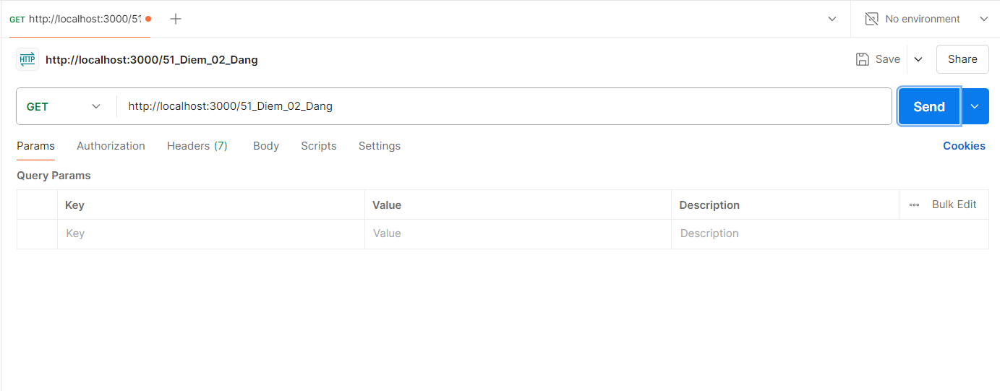 GET http://localhost:3000/51 No environment
HTTP http://localhost:3000/51_Diem_02_Dang Save Share
GET http://localhost:3000/51_Diem_02_Dang Send
Params Authorization Headers (7) Body Scripts Settings Cookies
Query Params
Key Value Description Bulk Edit
Key Value Description